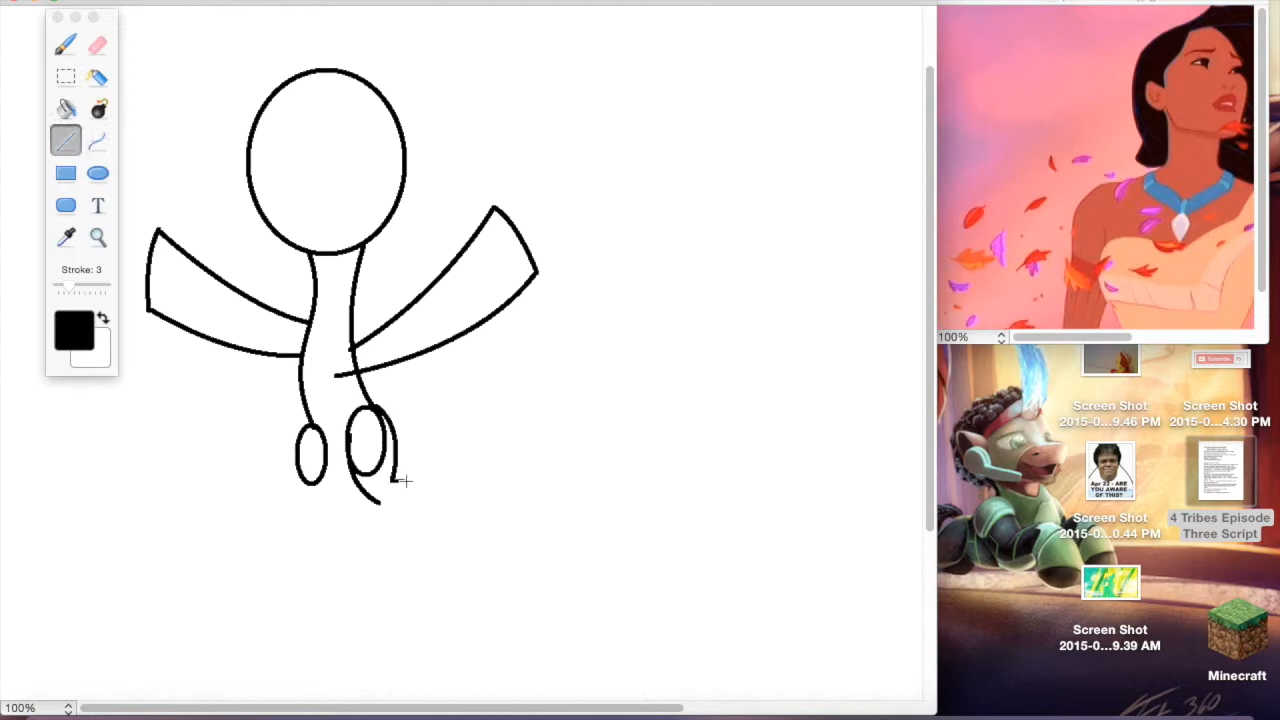 T
Stroke: 3
100%
Subscribe
Screen Shot
2015-0...9.46 PM
Screen Shot
2015-0...4.30 PM
Apr 23 - ARE
YOU AWARE
OF THIS?
Screen Shot
2015-0...0.44 PM
4 Tribes Episode
Three Script
Screen Shot
2015-0...9.39 AM
Minecraft
100%